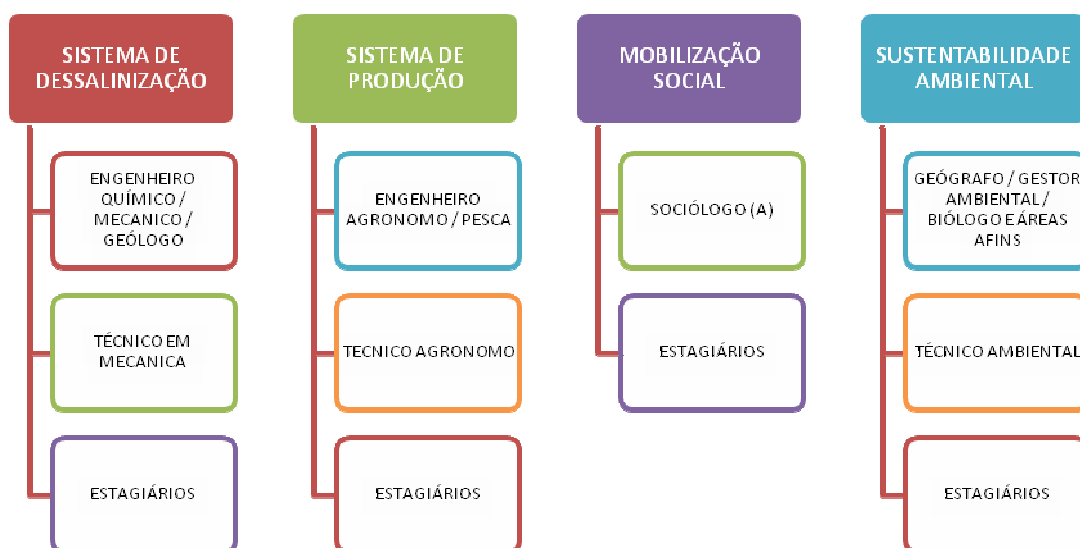 SISTEMA DE
DESSALINIZAÇÃO
ENGENHEIRO
QUÍMICO /
MECANICO /
GEÓLOGO
TÉCNICO EM
MECANICA
ESTAGIÁRIOS
SISTEMA DE
PRODUÇÃO
ENGENHEIRO
AGRONOMO / PESCA
TECNICO AGRONOMO
ESTAGIÁRIOS
MOBILIZAÇÃO
SOCIAL
SOCIÓLOGO (A)
ESTAGIÁRIOS
SUSTENTABILIDADE
AMBIENTAL
GEÓGRAFO / GESTOR
AMBIENTAL /
BIÓLOGO E ÁREAS
AFINS
TÉCNICO AMBIENTAL
ESTAGIÁRIOS